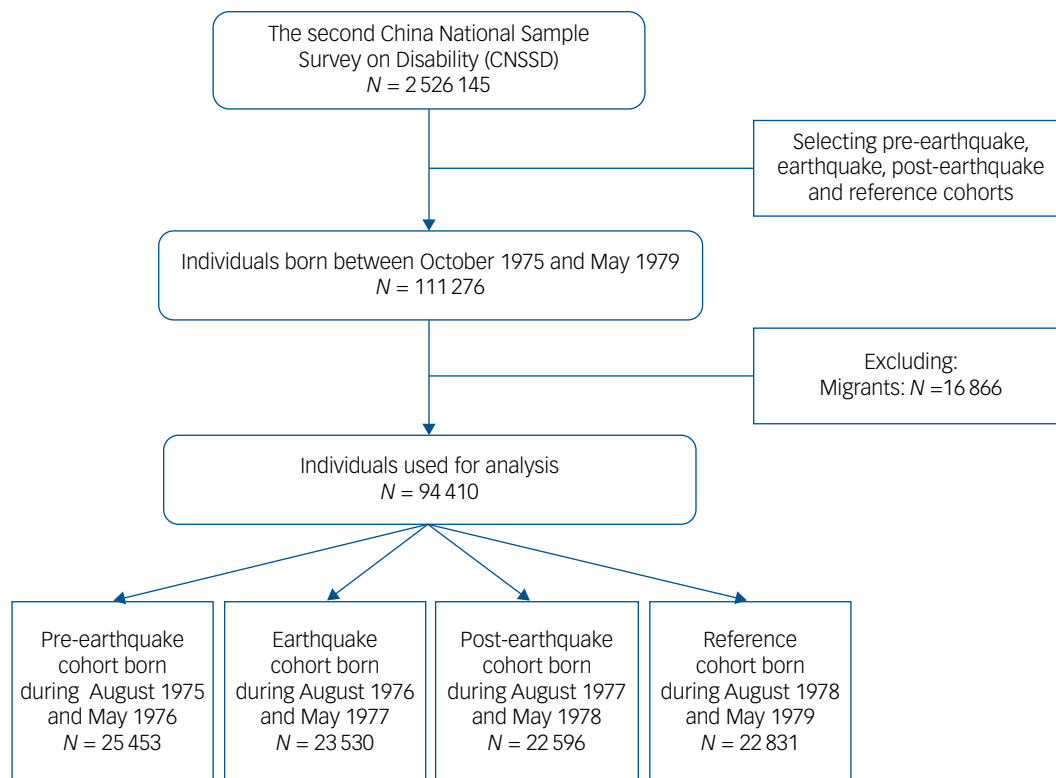 The second China National Sample
Survey on Disability (CNSSD)
N = 2 526 145
Selecting pre-earthquake,
earthquake, post-earthquake
and reference cohorts
Individuals born between October 1975 and May 1979
N = 111 276
Excluding:
Migrants: N =16 866
Individuals used for analysis
N = 94 410
Pre-earthquake
cohort born
during August 1975
and May 1976
N = 25 453
Earthquake
cohort born
during August 1976
and May 1977
N = 23 530
Post-earthquake
cohort born
during August 1977
and May 1978
N = 22 596
Reference
cohort born
during August 1978
and May 1979
N = 22 831